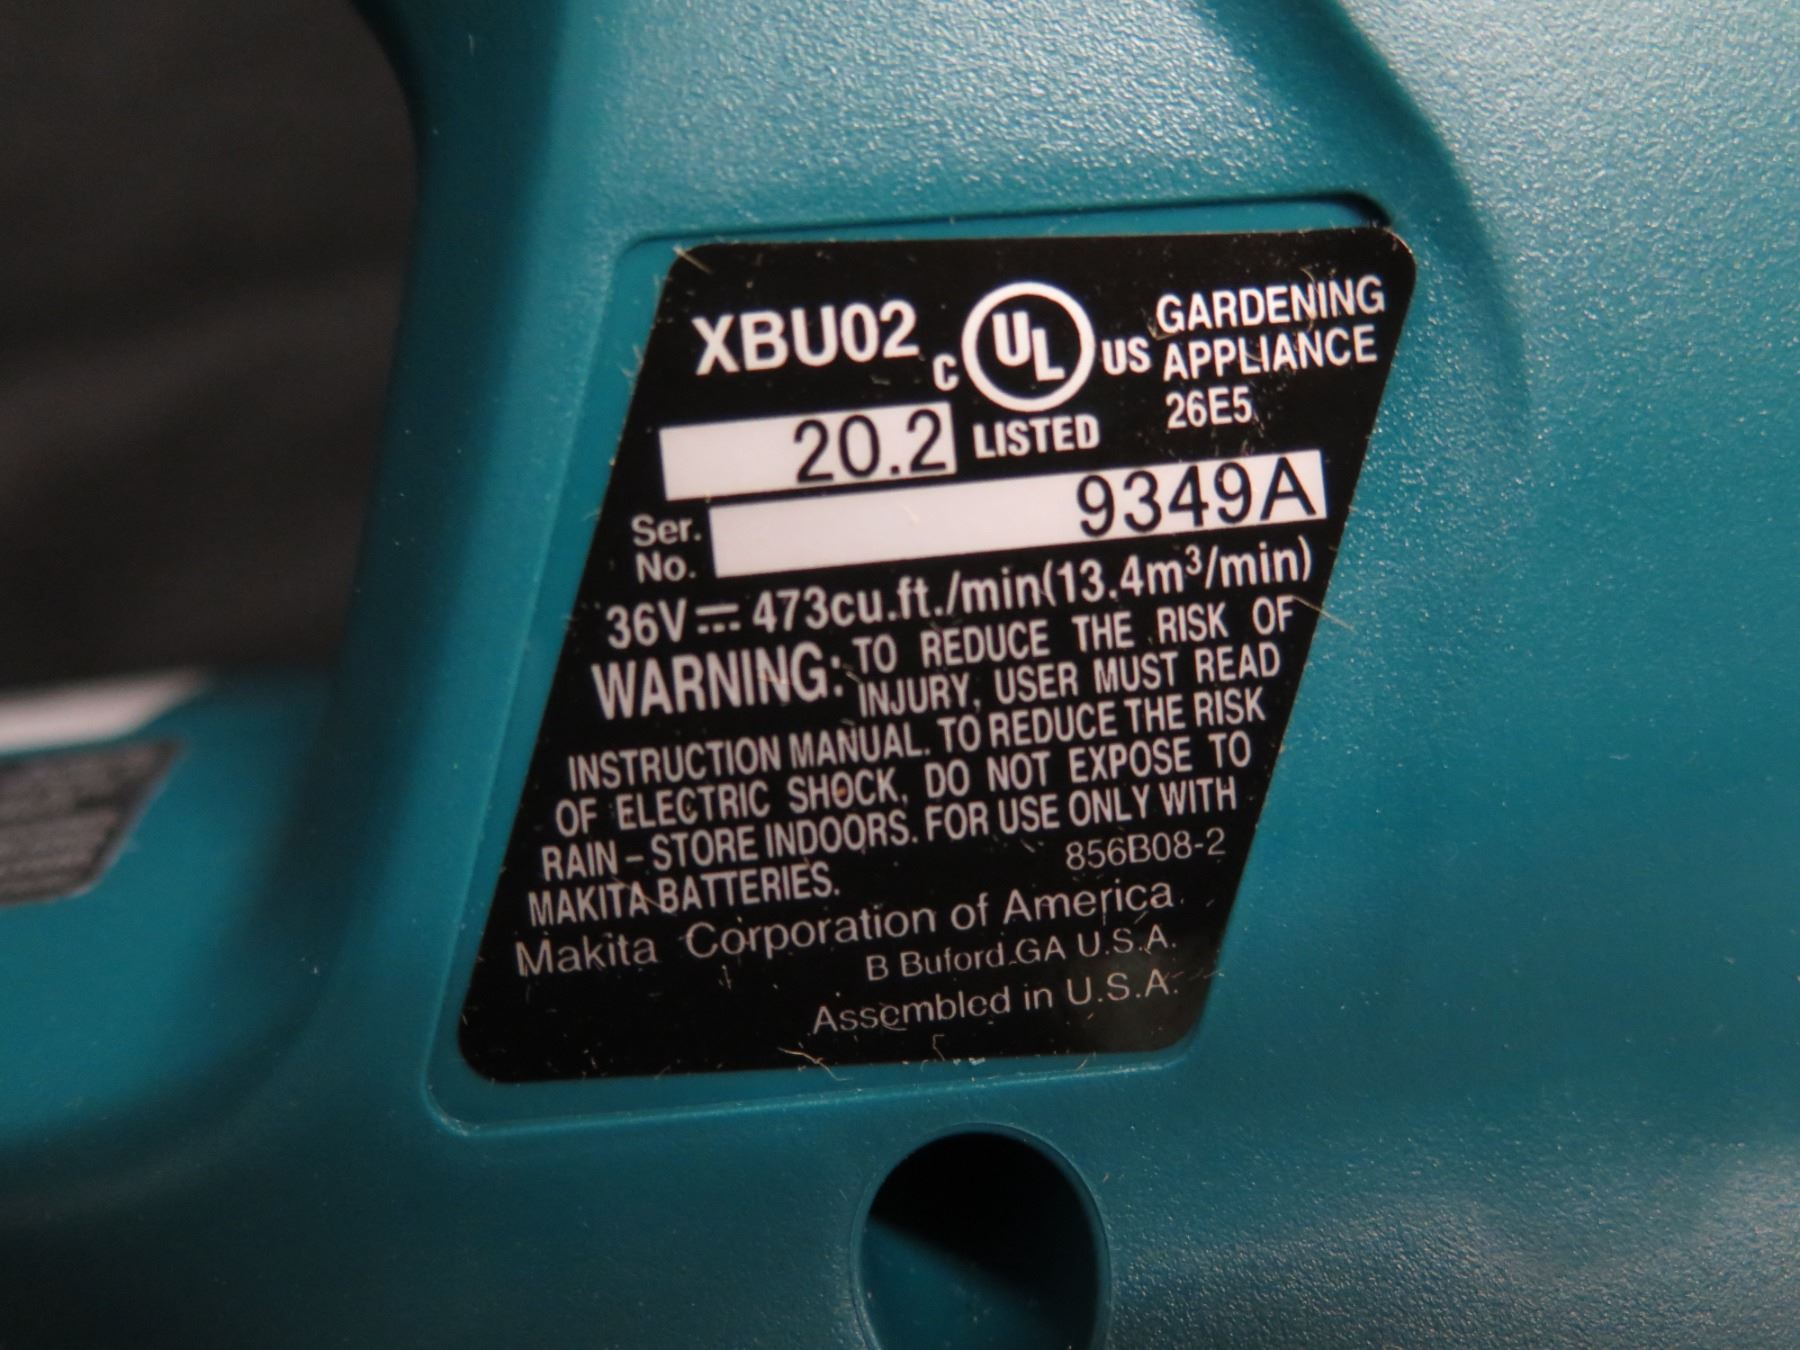 XBU02
C UL US
LISTED
GARDENING
APPLIANCE
26E5
20.2
Ser.
No.
9349A
36V⎓473cu.ft./min(13.4m³/min)
WARNING: TO REDUCE THE RISK OF
INJURY, USER MUST READ
INSTRUCTION MANUAL. TO REDUCE THE RISK
OF ELECTRIC SHOCK, DO NOT EXPOSE TO
RAIN – STORE INDOORS. FOR USE ONLY WITH
MAKITA BATTERIES.
856B08-2
Makita Corporation of America
B Buford.GA U.S.A.
Assembled in U.S.A.